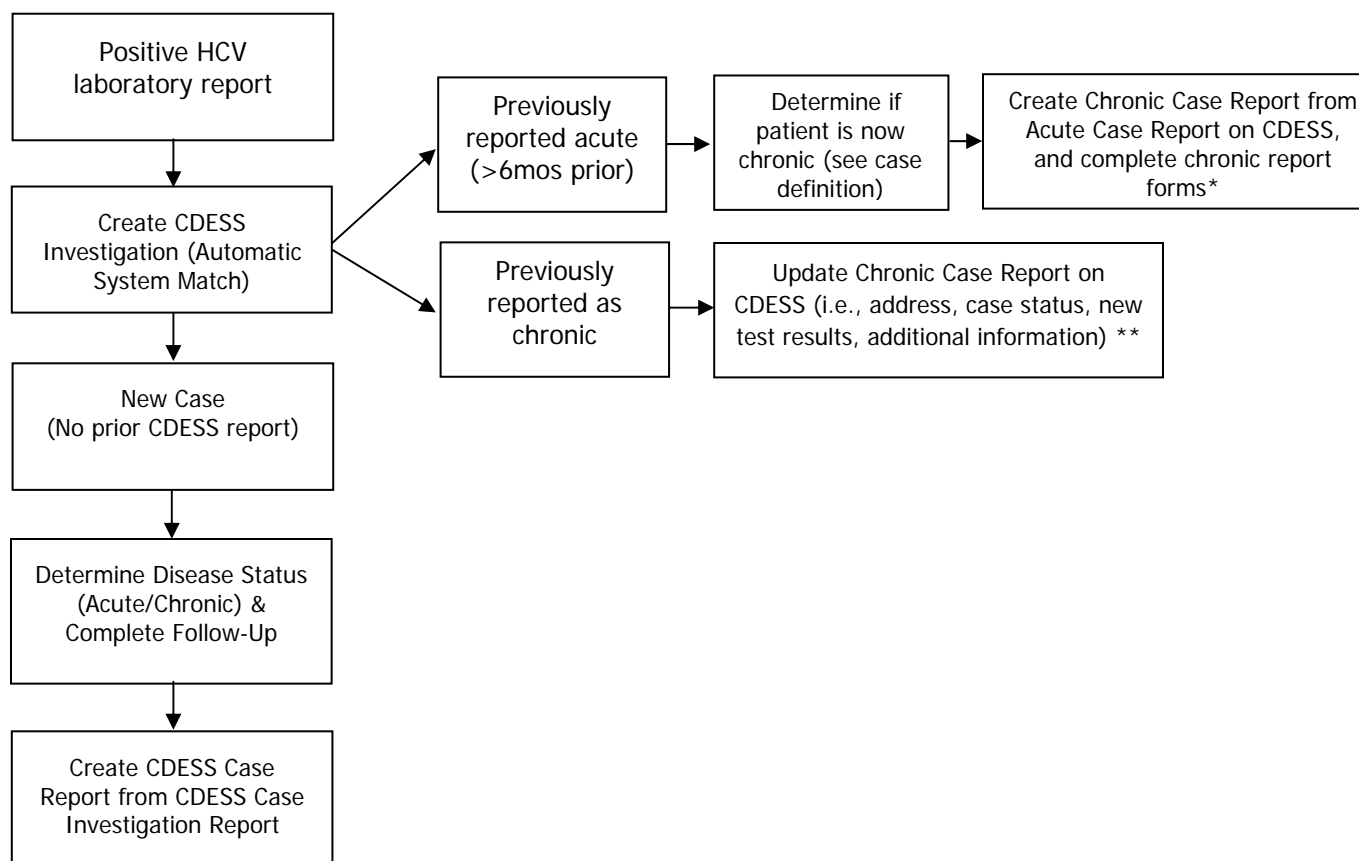 Positive HCV
laboratory report
Previously
reported acute
(>6mos prior)
Determine if
patient is now
chronic (see case
definition)
Create Chronic Case Report from
Acute Case Report on CDESS,
and complete chronic report
forms*
Create CDESS
Investigation (Automatic
System Match)
Previously
reported as
chronic
Update Chronic Case Report on
CDESS (i.e., address, case status, new
test results, additional information) **
New Case
(No prior CDESS report)
Determine Disease Status
(Acute/Chronic) &
Complete Follow-Up
Create CDESS Case
Report from CDESS Case
Investigation Report